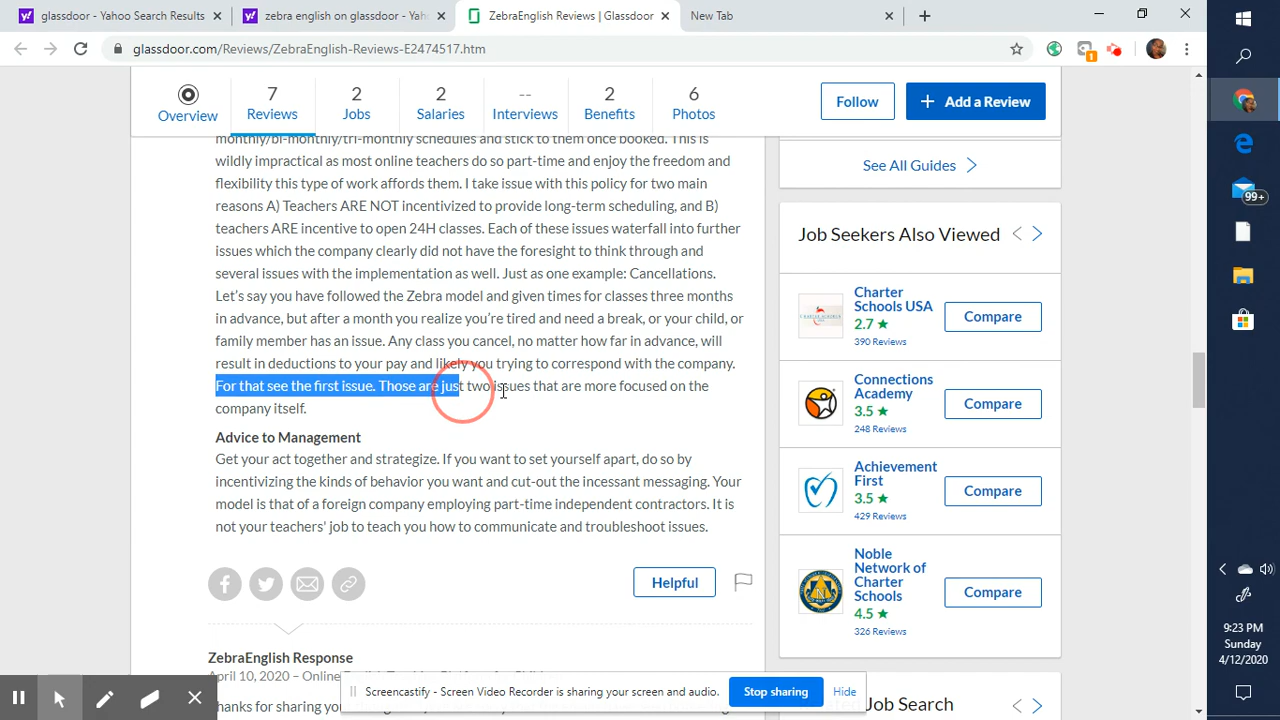 glassdoor - Yahoo Search Results
zebra english on glassdoor - Yah
ZebraEnglish Reviews | Glassdoor
New Tab
glassdoor.com/Reviews/ZebraEnglish-Reviews-E2474517.htm
1
Overview
7
Reviews
2
Jobs
2
Salaries
--
Interviews
2
Benefits
6
Photos
Follow
+ Add a Review
monthly/bi-monthly/tri-monthly schedules and stick to them once booked. This is
wildly impractical as most online teachers do so part-time and enjoy the freedom and
flexibility this type of work affords them. I take issue with this policy for two main
reasons A) Teachers ARE NOT incentivized to provide long-term scheduling, and B)
teachers ARE incentive to open 24H classes. Each of these issues waterfall into further
issues which the company clearly did not have the foresight to think through and
several issues with the implementation as well. Just as one example: Cancellations.
Let's say you have followed the Zebra model and given times for classes three months
in advance, but after a month you realize you're tired and need a break, or your child, or
family member has an issue. Any class you cancel, no matter how far in advance, will
result in deductions to your pay and likely you trying to correspond with the company.
For that see the first issue. Those are just two issues that are more focused on the
company itself.
Advice to Management
Get your act together and strategize. If you want to set yourself apart, do so by
incentivizing the kinds of behavior you want and cut-out the incessant messaging. Your
model is that of a foreign company employing part-time independent contractors. It is
not your teachers' job to teach you how to communicate and troubleshoot issues.
Helpful
ZebraEnglish Response
April 10, 2020 – Online
Thanks for sharing yo
See All Guides
Job Seekers Also Viewed
Charter
Schools USA
2.7 ★
390 Reviews
Compare
Connections
Academy
3.5 ★
248 Reviews
Compare
Achievement
First
3.5 ★
429 Reviews
Compare
Noble
Network of
Charter
Schools
4.5 ★
326 Reviews
Compare
Job Search
Screencastify - Screen Video Recorder is sharing your screen and audio.
Stop sharing
Hide
99+
9:23 PM
Sunday
4/12/2020